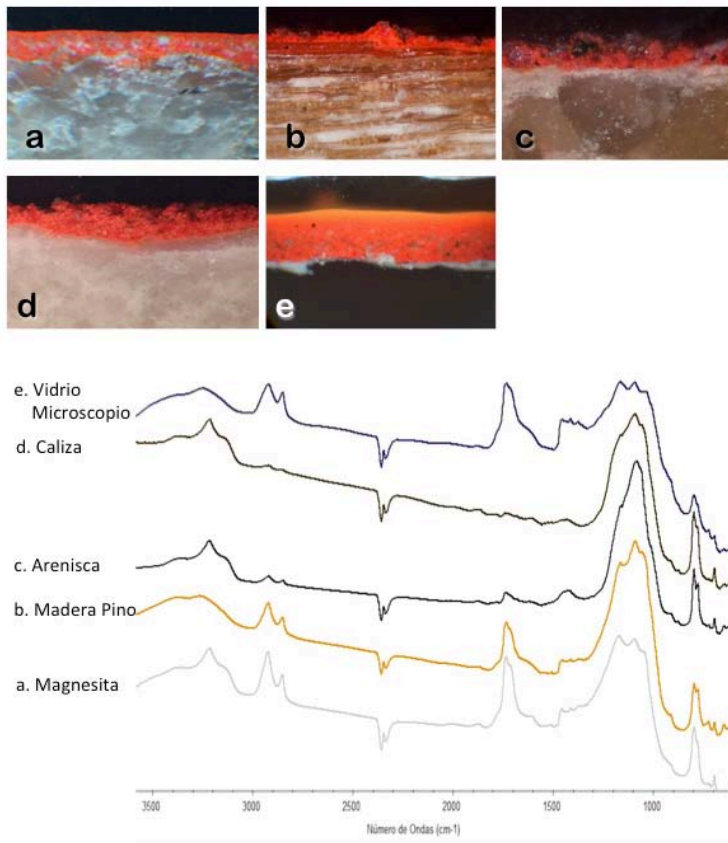 a
b
c
d
e
e. Vidrio
Microscopio
d. Caliza
c. Arenisca
b. Madera Pino
a. Magnesita
3500
3000
2500
2000
1500
1000
Número de Ondas (cm-1)